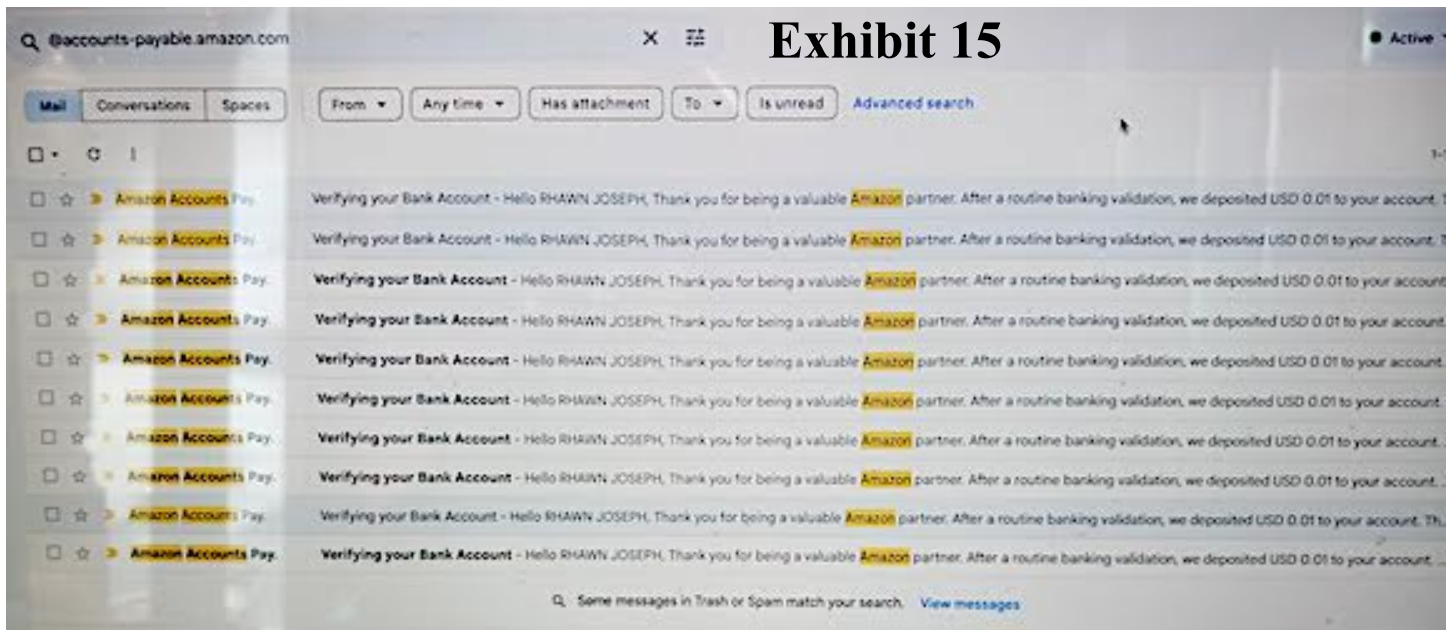 @accounts-payable.amazon.com Exhibit 15 Active
Mail Conversations Spaces From Any time Has attachment To Is unread Advanced search
Amazon Accounts Pay. Verifying your Bank Account - Hello RHAWN JOSEPH, Thank you for being a valuable Amazon partner. After a routine banking validation, we deposited USD 0.01 to your account.
Amazon Accounts Pay. Verifying your Bank Account - Hello RHAWN JOSEPH, Thank you for being a valuable Amazon partner. After a routine banking validation, we deposited USD 0.01 to your account.
Amazon Accounts Pay. Verifying your Bank Account - Hello RHAWN JOSEPH, Thank you for being a valuable Amazon partner. After a routine banking validation, we deposited USD 0.01 to your account
Amazon Accounts Pay. Verifying your Bank Account - Hello RHAWN JOSEPH, Thank you for being a valuable Amazon partner. After a routine banking validation, we deposited USD 0.01 to your account
Amazon Accounts Pay. Verifying your Bank Account - Hello RHAWN JOSEPH, Thank you for being a valuable Amazon partner. After a routine banking validation, we deposited USD 0.01 to your account.
Amazon Accounts Pay. Verifying your Bank Account - Hello RHAWN JOSEPH, Thank you for being a valuable Amazon partner. After a routine banking validation, we deposited USD 0.01 to your account.
Amazon Accounts Pay. Verifying your Bank Account - Hello RHAWN JOSEPH, Thank you for being a valuable Amazon partner. After a routine banking validation, we deposited USD 0.01 to your account. ...
Amazon Accounts Pay. Verifying your Bank Account - Hello RHAWN JOSEPH, Thank you for being a valuable Amazon partner. After a routine banking validation, we deposited USD 0.01 to your account. ...
Amazon Accounts Pay. Verifying your Bank Account - Hello RHAWN JOSEPH, Thank you for being a valuable Amazon partner. After a routine banking validation, we deposited USD 0.01 to your account. Th...
Amazon Accounts Pay. Verifying your Bank Account - Hello RHAWN JOSEPH, Thank you for being a valuable Amazon partner. After a routine banking validation, we deposited USD 0.01 to your account. ...
Some messages in Trash or Spam match your search. View messages